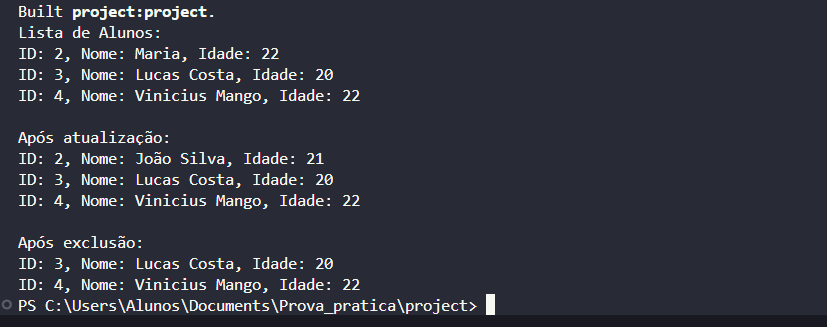 Built project:project.
Lista de Alunos:
ID: 2, Nome: Maria, Idade: 22
ID: 3, Nome: Lucas Costa, Idade: 20
ID: 4, Nome: Vinicius Mango, Idade: 22
Após atualização:
ID: 2, Nome: João Silva, Idade: 21
ID: 3, Nome: Lucas Costa, Idade: 20
ID: 4, Nome: Vinicius Mango, Idade: 22
Após exclusão:
ID: 3, Nome: Lucas Costa, Idade: 20
ID: 4, Nome: Vinicius Mango, Idade: 22
PS C:\Users\Alunos\Documents\Prova_pratica\project>